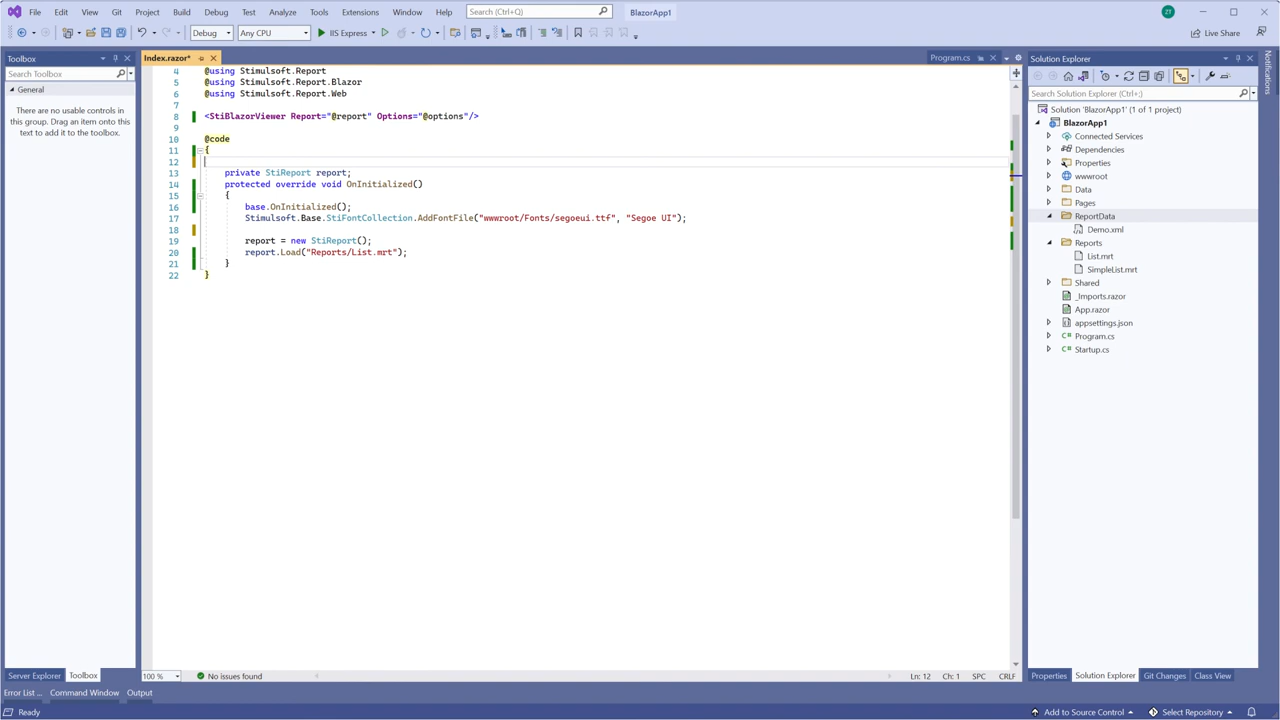 File Edit View Git Project Build Debug Test Analyze Tools Extensions Window Help Search (Ctrl+Q) BlazorApp1 ZT
Debug Any CPU IIS Express Live Share
Toolbox
Search Toolbox
General
There are no usable controls in
this group. Drag an item onto this
text to add it to the toolbox.
Server Explorer Toolbox
Index.razor* Program.cs
4 @using Stimulsoft.Report
5 @using Stimulsoft.Report.Blazor
6 @using Stimulsoft.Report.Web
7
8 <StiBlazorViewer Report="@report" Options="@options"/>
9
10 @code
11 {
12
13 private StiReport report;
14 protected override void OnInitialized()
15 {
16 base.OnInitialized();
17 Stimulsoft.Base.StiFontCollection.AddFontFile("wwwroot/Fonts/segoeui.ttf", "Segoe UI");
18
19 report = new StiReport();
20 report.Load("Reports/List.mrt");
21 }
22 }
100 % No issues found Ln: 12 Ch: 1 SPC CRLF
Solution Explorer
Search Solution Explorer (Ctrl+;)
Solution 'BlazorApp1' (1 of 1 project)
BlazorApp1
Connected Services
Dependencies
Properties
wwwroot
Data
Pages
ReportData
Demo.xml
Reports
List.mrt
SimpleList.mrt
Shared
_Imports.razor
App.razor
appsettings.json
Program.cs
Startup.cs
Properties Solution Explorer Git Changes Class View
Notifications
Error List ... Command Window Output
Ready Add to Source Control Select Repository